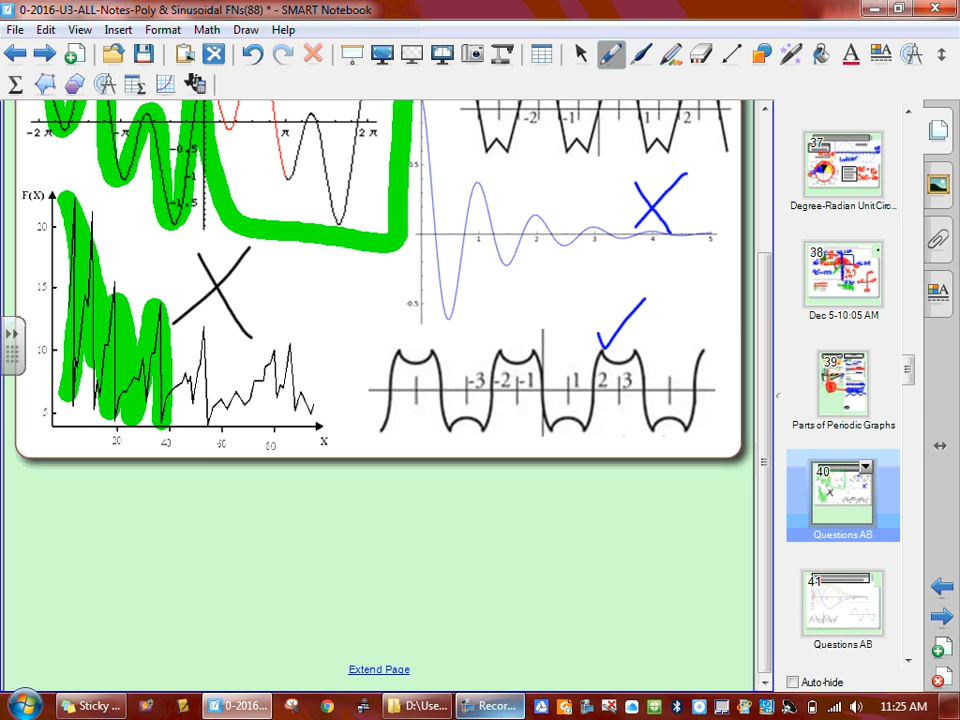 0-2016-U3-ALL-Notes-Poly & Sinusoidal FNs(88) * - SMART Notebook
File Edit View Insert Format Math Draw Help
-2 π -π π 2 π
-0.5
-1
-1.5
-2 -1 1 2
0.5
1 2 3 4 5
-0.5
F(X)
20
15
10
5
20 40 60 80 X
-3 -2 -1 1 2 3
Extend Page
37
Degree-Radian UnitCirc...
38
Dec 5-10:05 AM
39
Parts of Periodic Graphs
40
Questions AB
41
Questions AB
Auto-hide
Sticky ...
0-2016...
D:\Use...
Recor...
11:25 AM